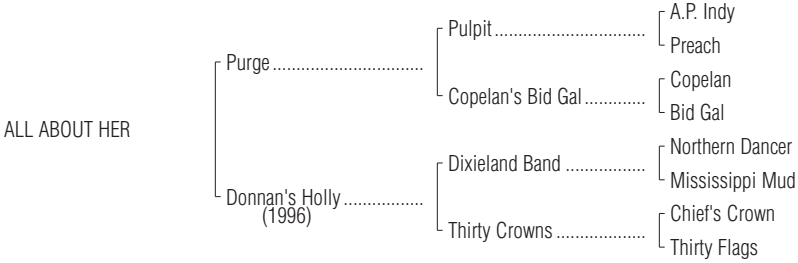 A.P. Indy
Pulpit
Preach
Purge
Copelan
Copelan's Bid Gal
Bid Gal
ALL ABOUT HER
Northern Dancer
Dixieland Band
Mississippi Mud
Donnan's Holly
(1996)
Chief's Crown
Thirty Crowns
Thirty Flags